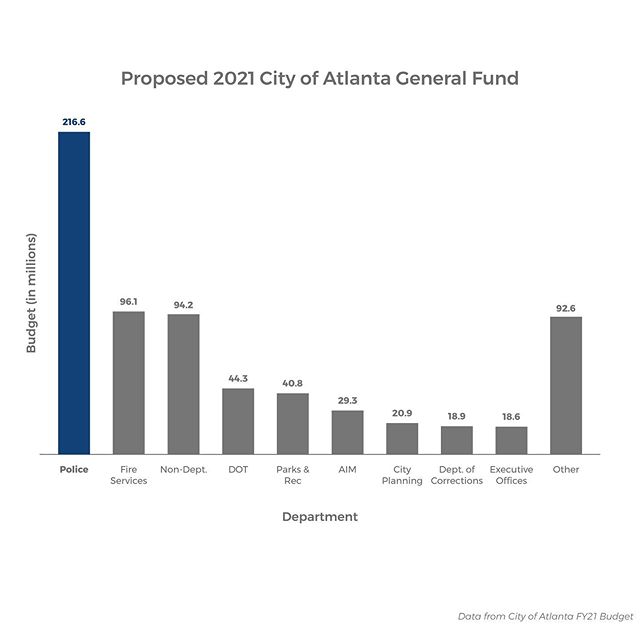 Proposed 2021 City of Atlanta General Fund
216.6
96.1
94.2
44.3
40.8
29.3
20.9
18.9
18.6
92.6
Budget (in millions)
Police
Fire
Services
Non-Dept.
DOT
Parks &
Rec
AIM
City
Planning
Dept. of
Corrections
Executive
Offices
Other
Department
Data from City of Atlanta FY21 Budget